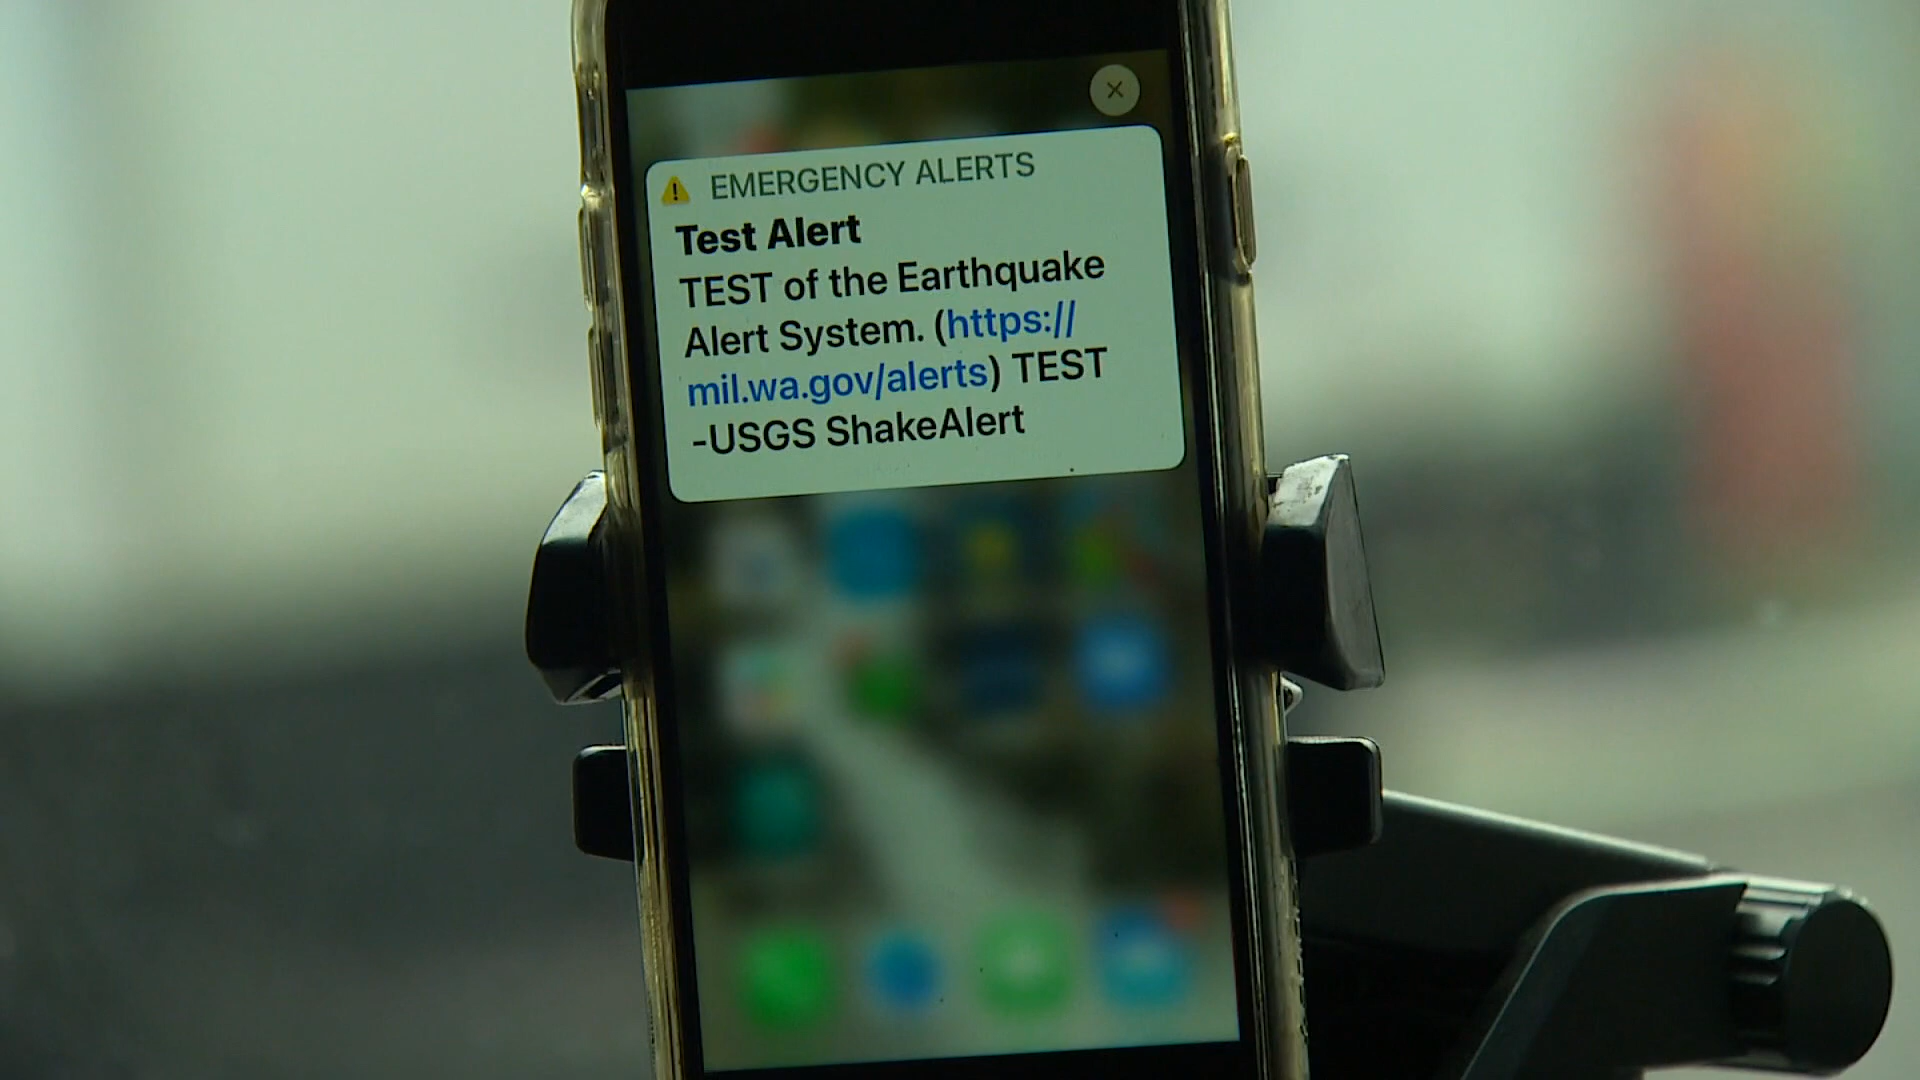 EMERGENCY ALERTS
Test Alert
TEST of the Earthquake
Alert System. (https://
mil.wa.gov/alerts) TEST
-USGS ShakeAlert